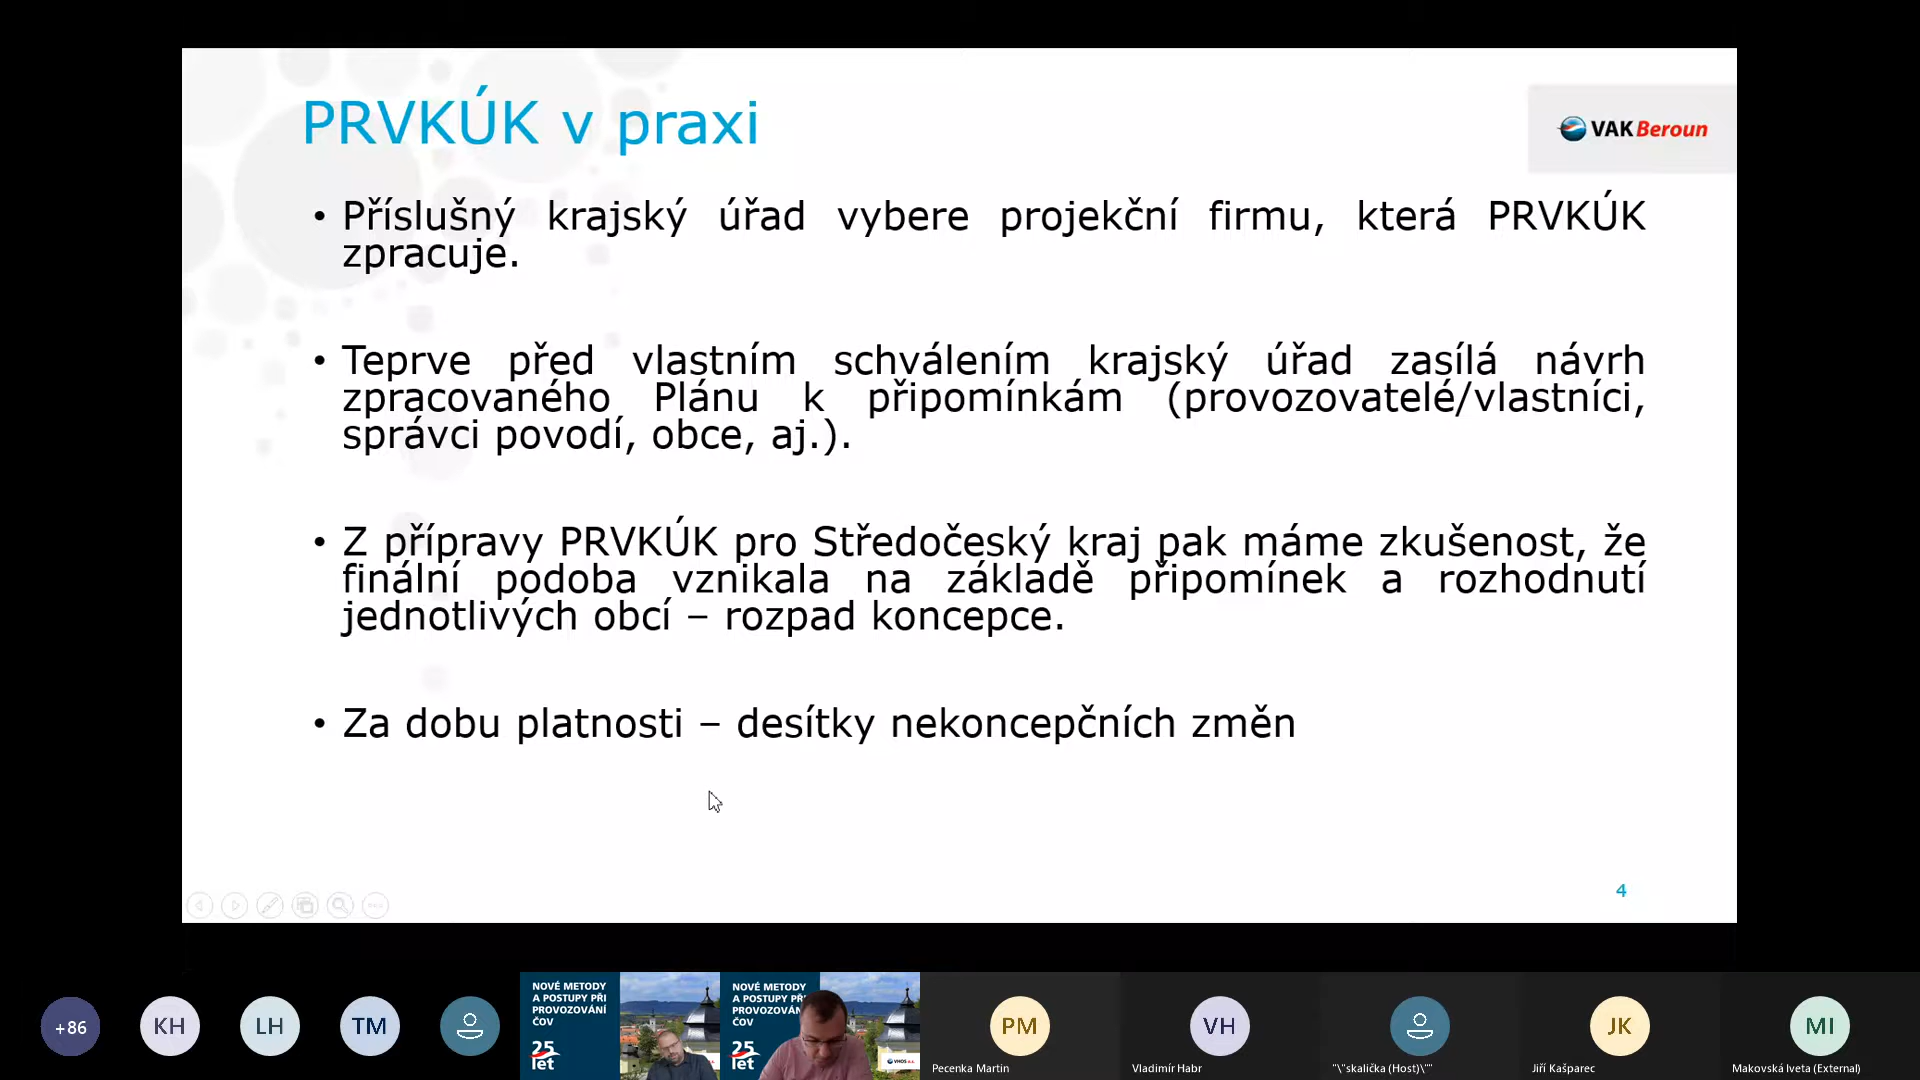 PRVKÚK v praxi
VAK Beroun
• Příslušný krajský úřad vybere projekční firmu, která PRVKÚK
zpracuje.
• Teprve před vlastním schválením krajský úřad zasílá návrh
zpracovaného Plánu k připomínkám (provozovatelé/vlastníci,
správci povodí, obce, aj.).
• Z přípravy PRVKÚK pro Středočeský kraj pak máme zkušenost, že
finální podoba vznikala na základě připomínek a rozhodnutí
jednotlivých obcí – rozpad koncepce.
• Za dobu platnosti – desítky nekoncepčních změn
4
+86
KH
LH
TM
NOVÉ METODY
A POSTUPY PŘI
PROVOZOVÁNÍ
ČOV
25
let
NOVÉ METODY
A POSTUPY PŘI
PROVOZOVÁN
ČOV
25
let
VHOS a.s.
PM
Pecenka Martin
VH
Vladimír Habr
"\"skalička (Host)\""
JK
Jiří Kašparec
MI
Makovská Iveta (External)